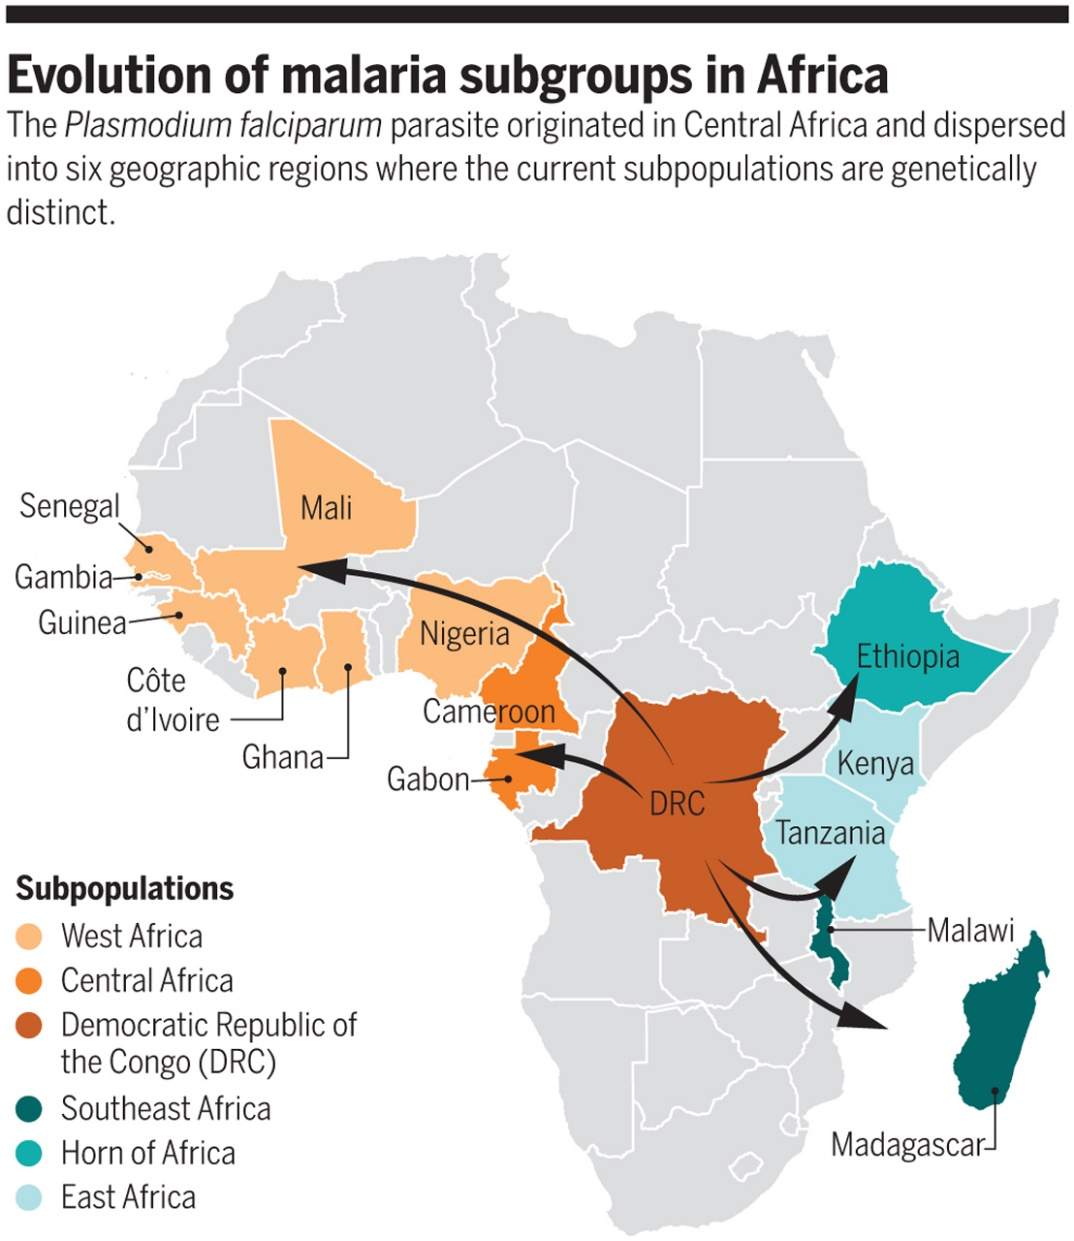 Evolution of malaria subgroups in Africa
The Plasmodium falciparum parasite originated in Central Africa and dispersed
into six geographic regions where the current subpopulations are genetically
distinct.
Senegal
Mali
Gambia
Guinea
Nigeria
Ethiopia
Côte
d’Ivoire
Cameroon
Ghana
Gabon
Kenya
DRC
Tanzania
Malawi
Madagascar
Subpopulations
West Africa
Central Africa
Democratic Republic of
the Congo (DRC)
Southeast Africa
Horn of Africa
East Africa